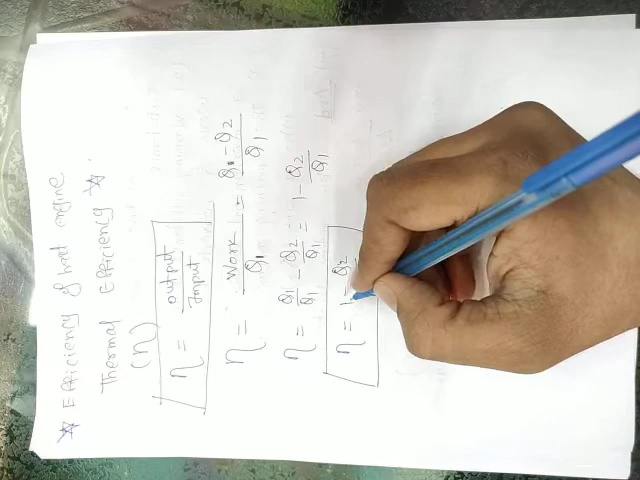 ☆ Efficiency of heat engine
Thermal Efficiency ☆.
(η)
η = output / Input
η = Work / Q1 = Q1 - Q2 / Q1
η = Q1 / Q1 - Q2 / Q1 = 1 - Q2 / Q1
η = 1 - Q2